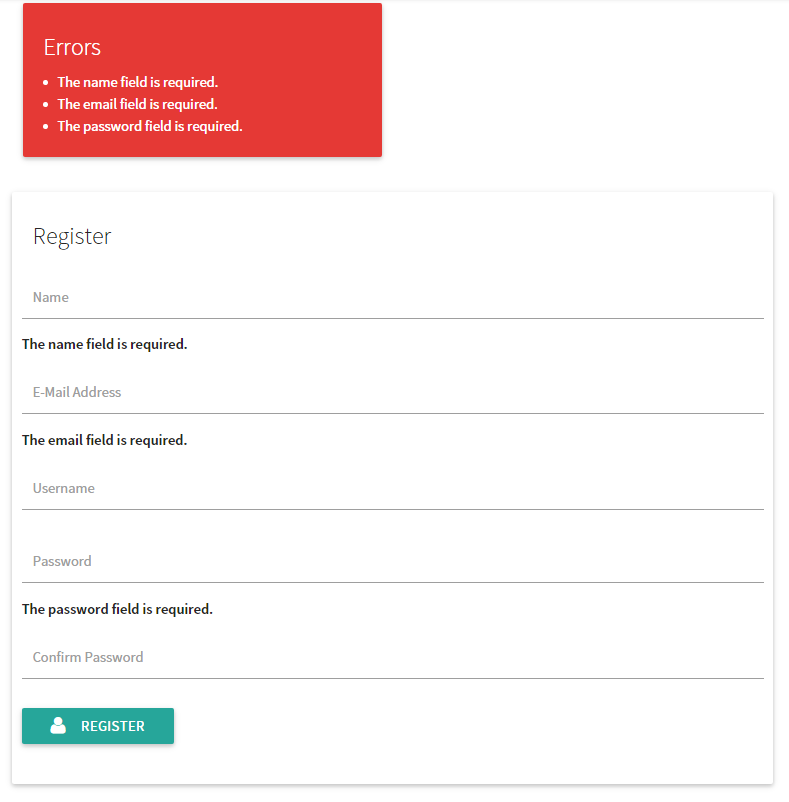 Errors
The name field is required.
The email field is required.
The password field is required.
Register
Name
The name field is required.
E-Mail Address
The email field is required.
Username
Password
The password field is required.
Confirm Password
REGISTER